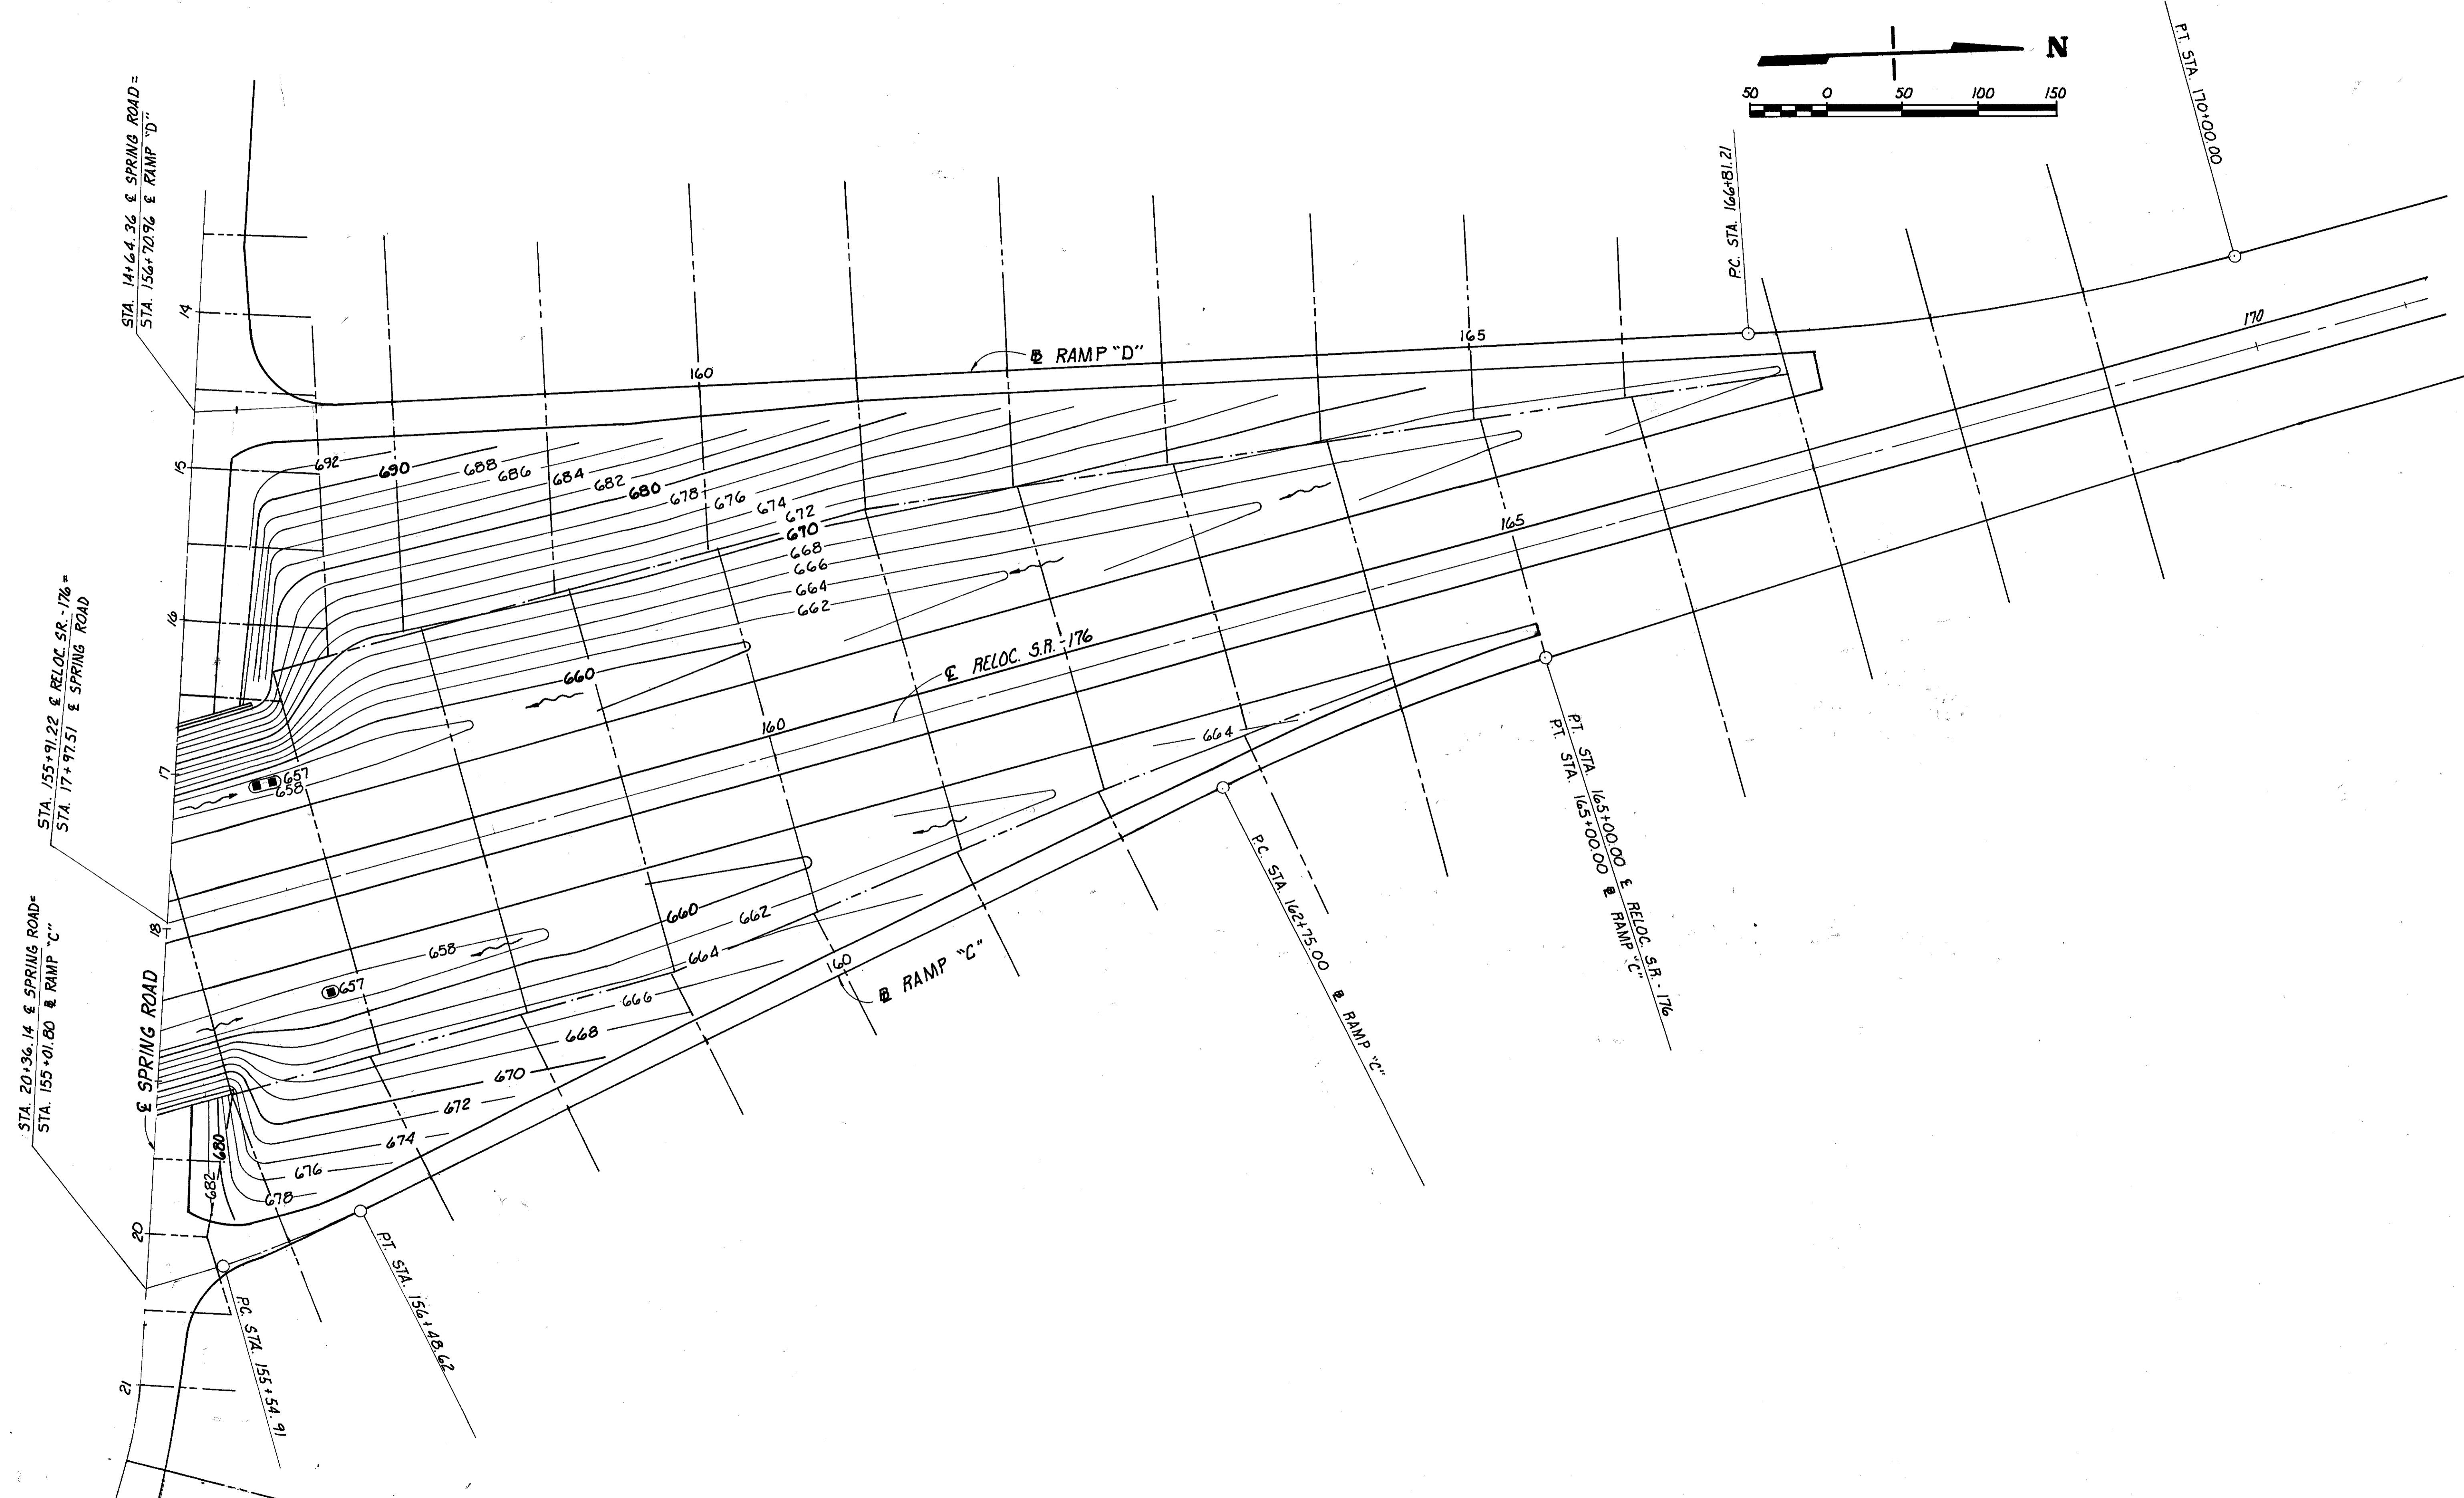 N
50 0 50 100 150
P.T. STA. 170+00.00
P.C. STA. 166+81.21
STA. 14+64.36 ℄ SPRING ROAD=
STA. 156+70.96 ℄ RAMP "D"
14
165
170
℄ RAMP "D"
160
15
692
690
688
686
684
682
680
678
676
674
672
670
668
666
664
662
660
165
16
STA. 155+91.22 ℄ RELOC. S.R.-176=
STA. 17+97.51 ℄ SPRING ROAD
℄ RELOC. S.R.-176
160
17
657
658
664
P.T. STA. 165+00.00 ℄ RELOC. S.R.-176
P.T. STA. 165+00.00 ℄ RAMP "C"
P.C. STA. 162+75.00 ℄ RAMP "C"
18
STA. 20+36.14 ℄ SPRING ROAD=
STA. 155+01.80 ℄ RAMP "C"
660
662
658
664
657
666
668
670
672
674
676
678
680
682
160
℄ RAMP "C"
℄ SPRING ROAD
20
P.T. STA. 156+48.62
P.C. STA. 155+54.91
21